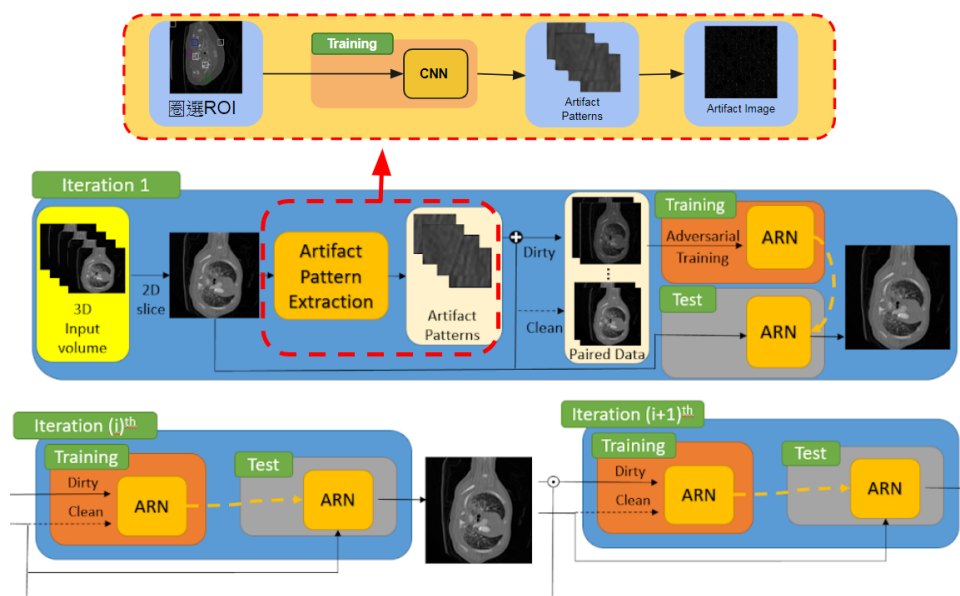 Training
CNN
圈選ROI
Artifact
Patterns
Artifact Image
Iteration 1
3D
Input
volume
2D
slice
Artifact
Pattern
Extraction
Artifact
Patterns
Dirty
Clean
Paired Data
Training
Adversarial
Training
ARN
Test
ARN
Iteration (i)th
Training
Dirty
Clean
ARN
Test
ARN
Iteration (i+1)th
Training
Dirty
Clean
ARN
Test
ARN